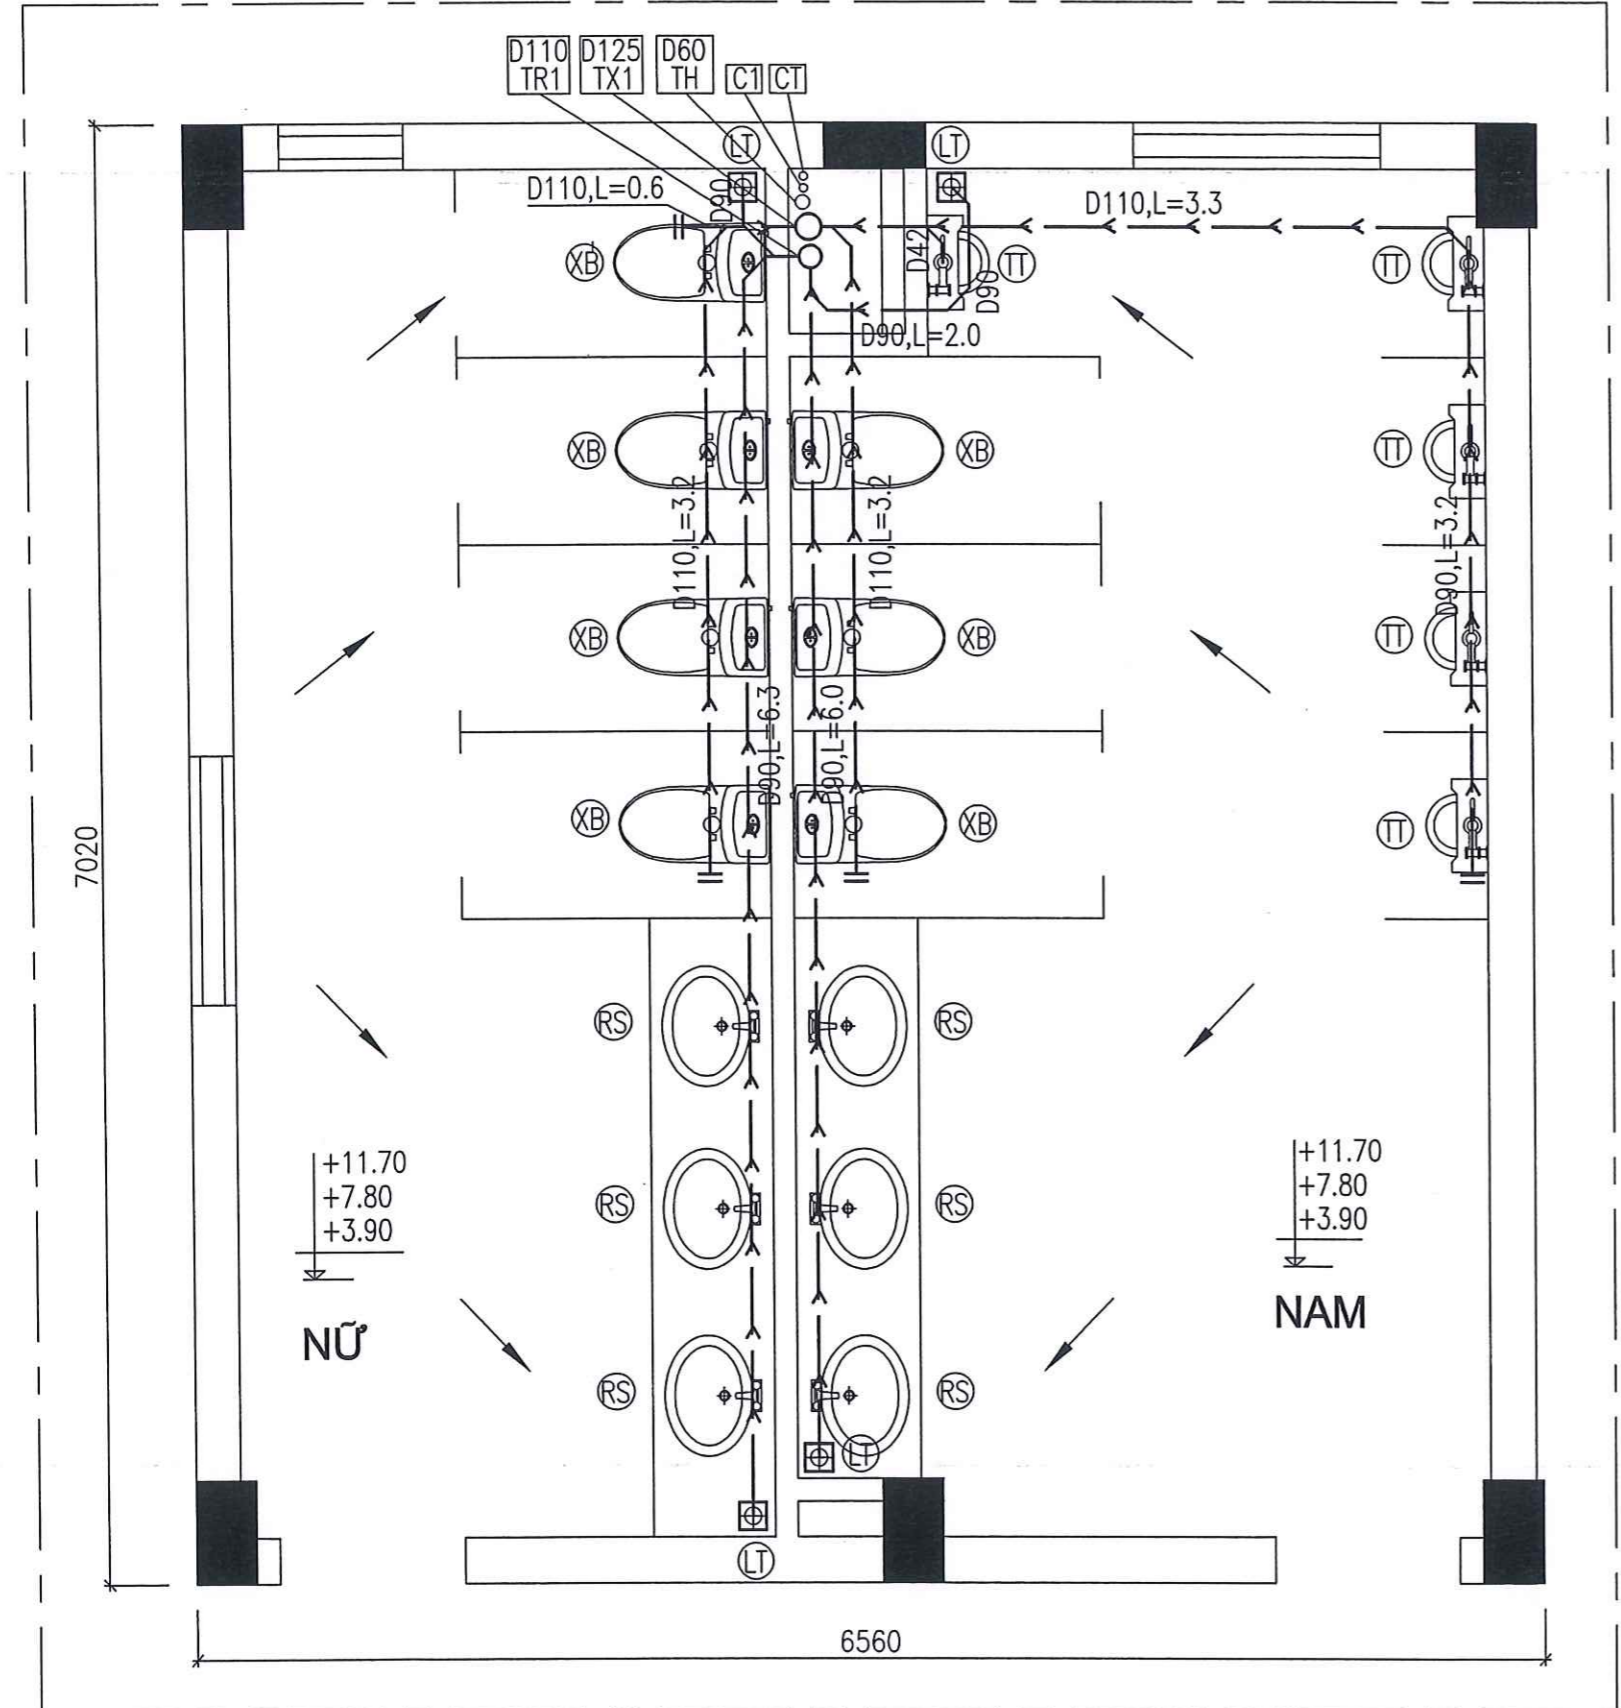 D110
TR1
D125
TX1
D60
TH
C1
CT
LT
LT
D110,L=0.6
D90
D110,L=3.3
XB
D42
TT
D90
TT
D90,L=2.0
XB
XB
TT
D110,L=3.2
D110,L=3.2
D90,L=3.2
XB
XB
TT
D90,L=6.3
D90,L=6.0
XB
XB
TT
7020
RS
RS
+11.70
+7.80
+3.90
RS
RS
+11.70
+7.80
+3.90
NỮ
NAM
RS
RS
LT
LT
6560